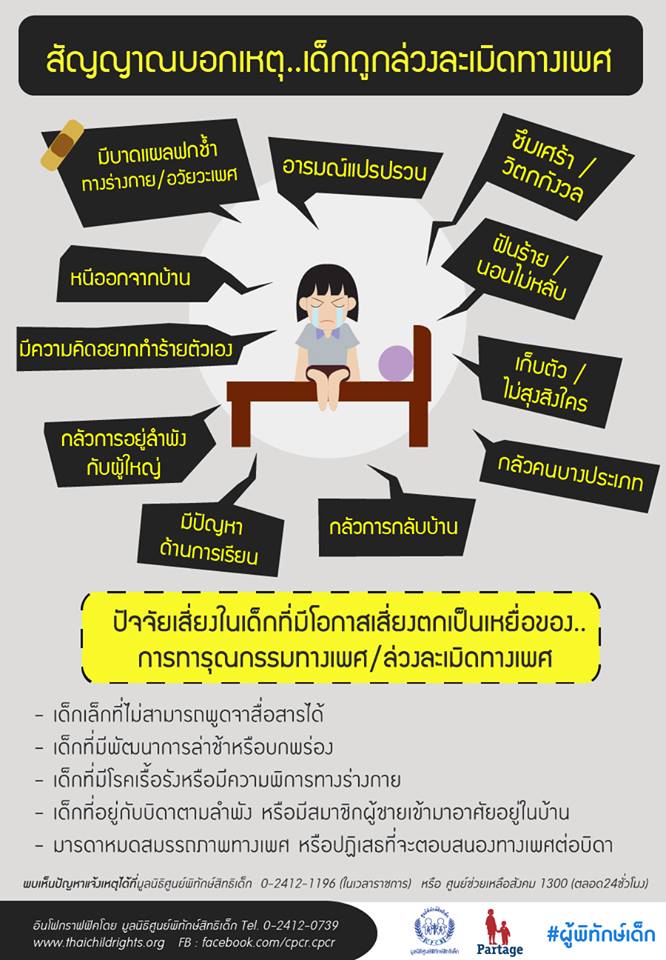 สัญญาณบอกเหตุ..เด็กถูกล่วงละเมิดทางเพศ
มีบาดแผลฟกช้ำ
ทางร่างกาย/อวัยวะเพศ
อารมณ์แปรปรวน
ซึมเศร้า /
วิตกกังวล
หนีออกจากบ้าน
ฝันร้าย /
นอนไม่หลับ
มีความคิดอยากทำร้ายตัวเอง
เก็บตัว /
ไม่สุงสิงใคร
กลัวการอยู่ลำพัง
กับผู้ใหญ่
กลัวคนบางประเภท
มีปัญหา
ด้านการเรียน
กลัวการกลับบ้าน
ปัจจัยเสี่ยงในเด็กที่มีโอกาสเสี่ยงตกเป็นเหยื่อของ..
การทารุณกรรมทางเพศ/ล่วงละเมิดทางเพศ
- เด็กเล็กที่ไม่สามารถพูดจาสื่อสารได้
- เด็กที่มีพัฒนาการล่าช้าหรือบกพร่อง
- เด็กที่มีโรคเรื้อรังหรือมีความพิการทางร่างกาย
- เด็กที่อยู่กับบิดาตามลำพัง หรือมีสมาชิกผู้ชายเข้ามาอาศัยอยู่ในบ้าน
- มารดาหมดสมรรถภาพทางเพศ หรือปฏิเสธที่จะตอบสนองทางเพศต่อบิดา
พบเห็นปัญหาแจ้งเหตุได้ที่มูลนิธิศูนย์พิทักษ์สิทธิเด็ก 0-2412-1196 (ในเวลาราชการ) หรือ ศูนย์ช่วยเหลือสังคม 1300 (ตลอด24ชั่วโมง)
อินโฟกราฟฟิคโดย มูลนิธิศูนย์พิทักษ์สิทธิเด็ก Tel. 0-2412-0739
www.thaichildrights.org FB : facebook.com/cpcr.cpcr
มูลนิธิศูนย์พิทักษ์สิทธิเด็ก
Partage
#ผู้พิทักษ์เด็ก